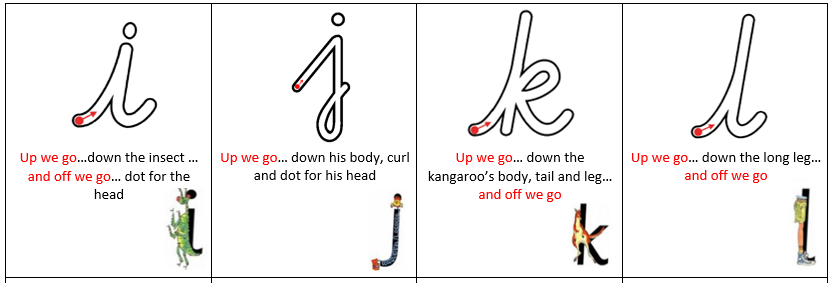 Up we go…down the insect …
and off we go… dot for the
head
Up we go… down his body, curl
and dot for his head
Up we go… down the
kangaroo’s body, tail and leg…
and off we go
Up we go… down the long leg…
and off we go